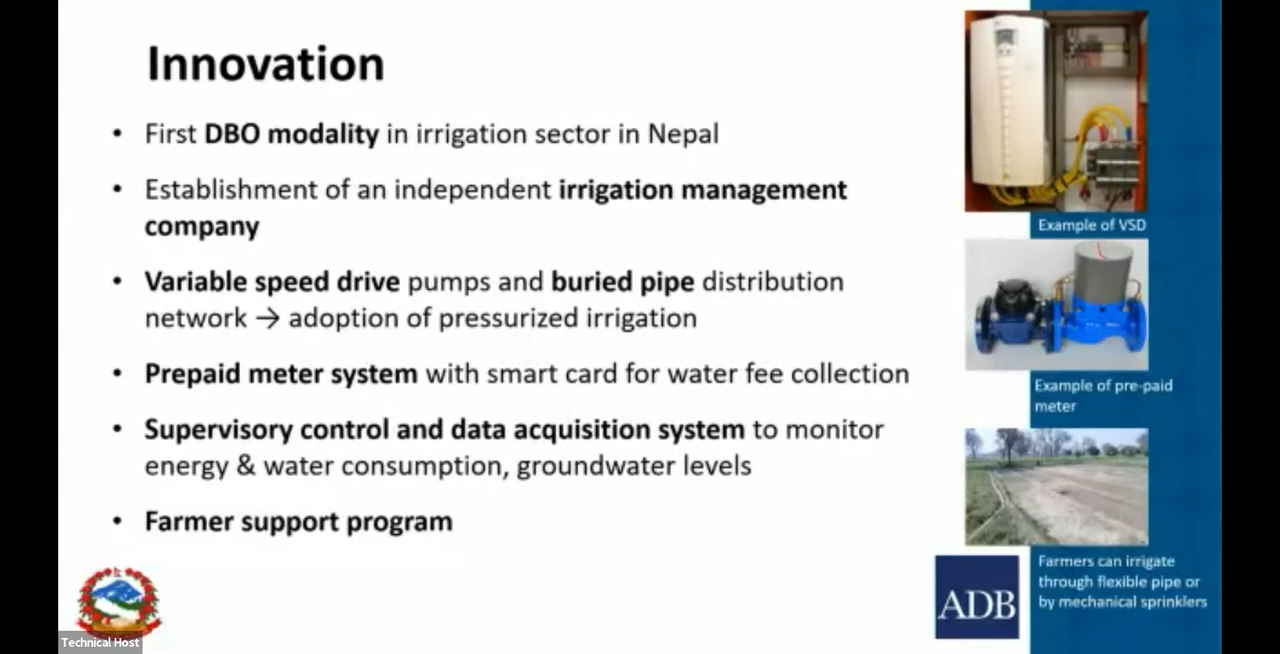 Innovation
• First DBO modality in irrigation sector in Nepal
• Establishment of an independent irrigation management
company
• Variable speed drive pumps and buried pipe distribution
network → adoption of pressurized irrigation
• Prepaid meter system with smart card for water fee collection
• Supervisory control and data acquisition system to monitor
energy & water consumption, groundwater levels
• Farmer support program
Example of VSD
Example of pre-paid
meter
Farmers can irrigate
through flexible pipe or
by mechanical sprinklers
ADB
Technical Host